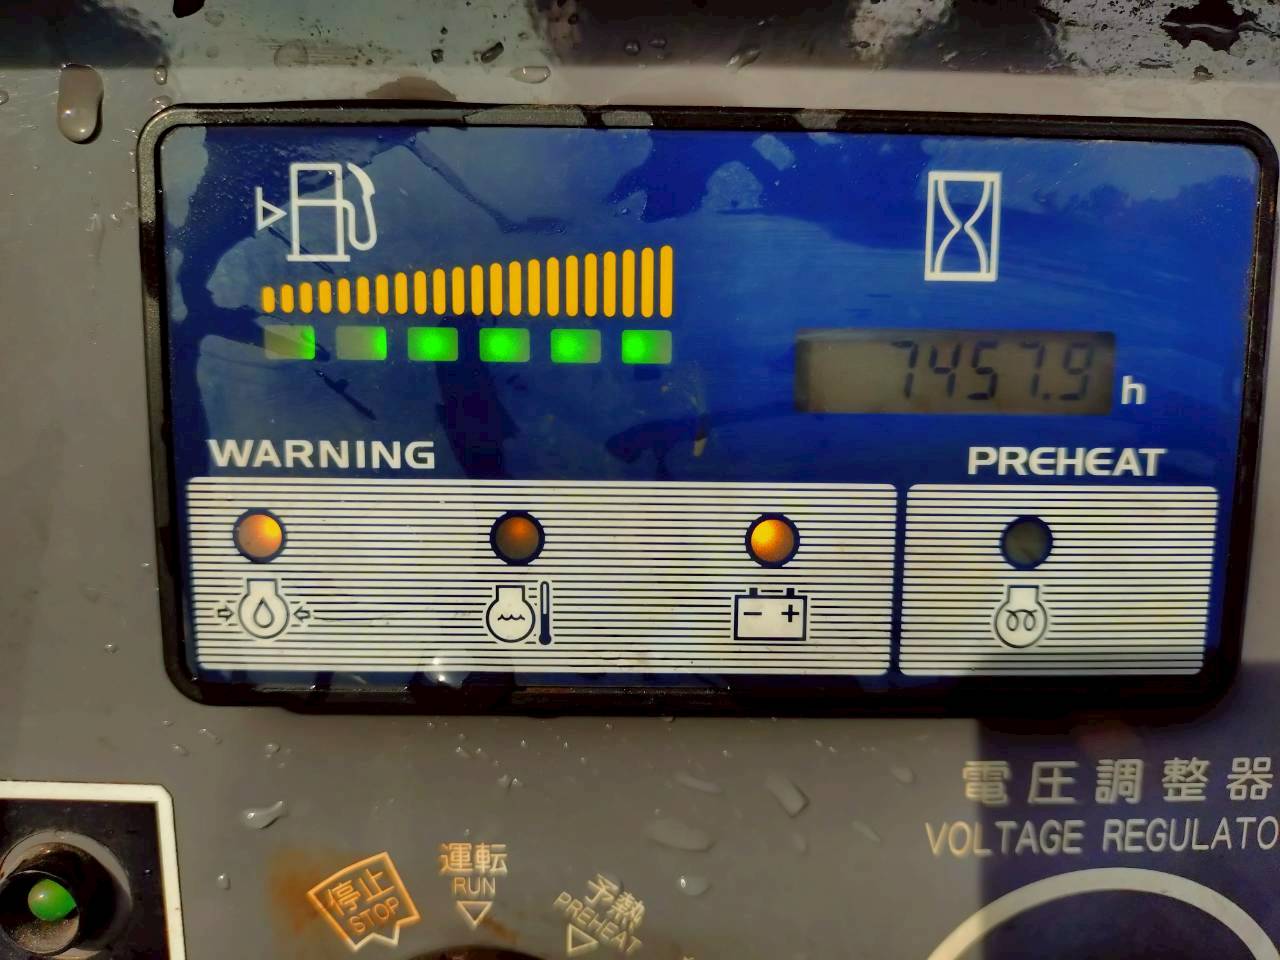 7457.9 h
WARNING
PREHEAT
電圧調整器
VOLTAGE REGULATO
停止
STOP
運転
RUN
予熱
PREHEAT